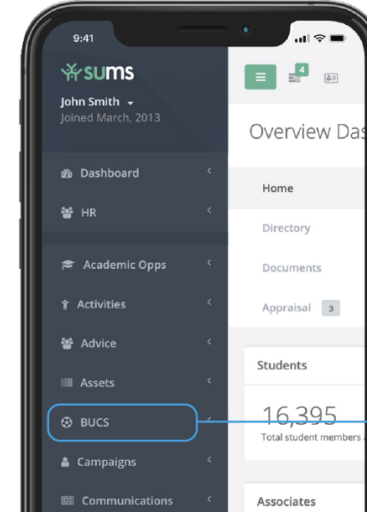 9:41
sums
John Smith
Joined March, 2013
Dashboard
HR
Academic Opps
Activities
Advice
Assets
BUCS
Campaigns
Communications
4
Overview Das
Home
Directory
Documents
Appraisal 3
Students
16,395
Total student members
Associates